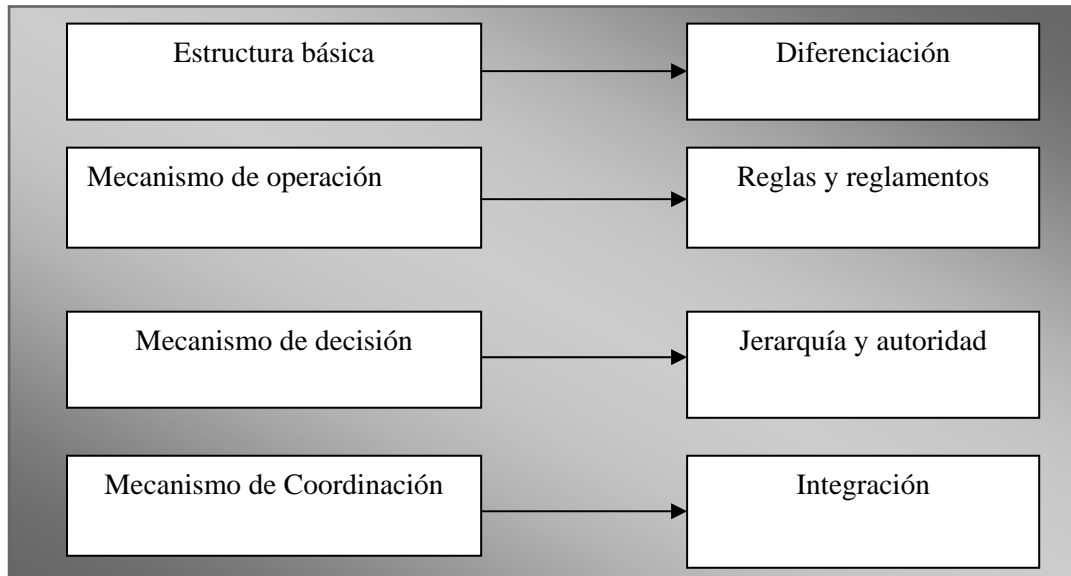 Estructura básica
Diferenciación
Mecanismo de operación
Reglas y reglamentos
Mecanismo de decisión
Jerarquía y autoridad
Mecanismo de Coordinación
Integración